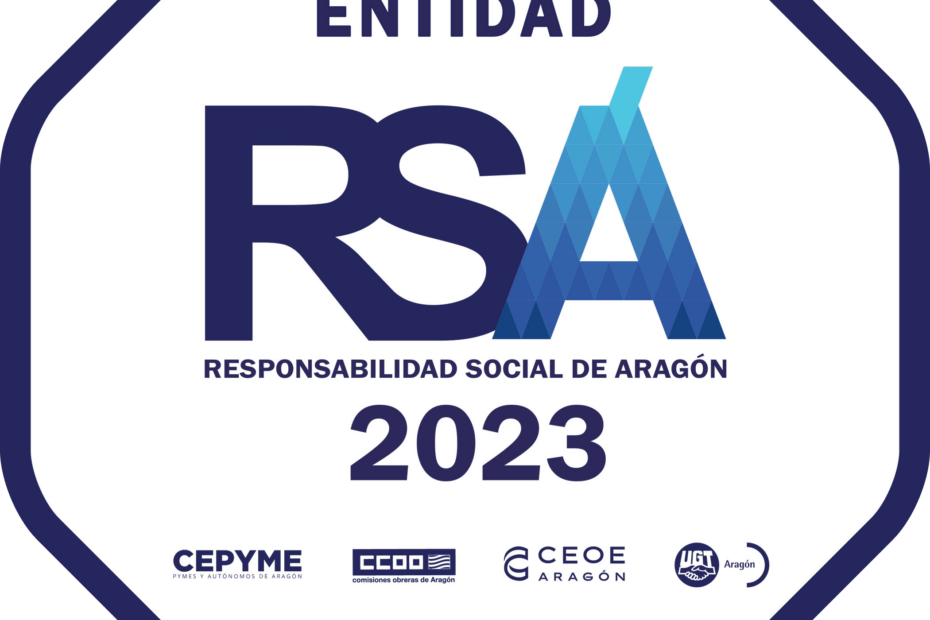 ENTIDAD
RSÁ
RESPONSABILIDAD SOCIAL DE ARAGÓN
2023
CEPYME
PYMES Y AUTÓNOMOS DE ARAGÓN
CCOO
comisiones obreras de Aragón
CEOE
ARAGÓN
UGT
Aragón